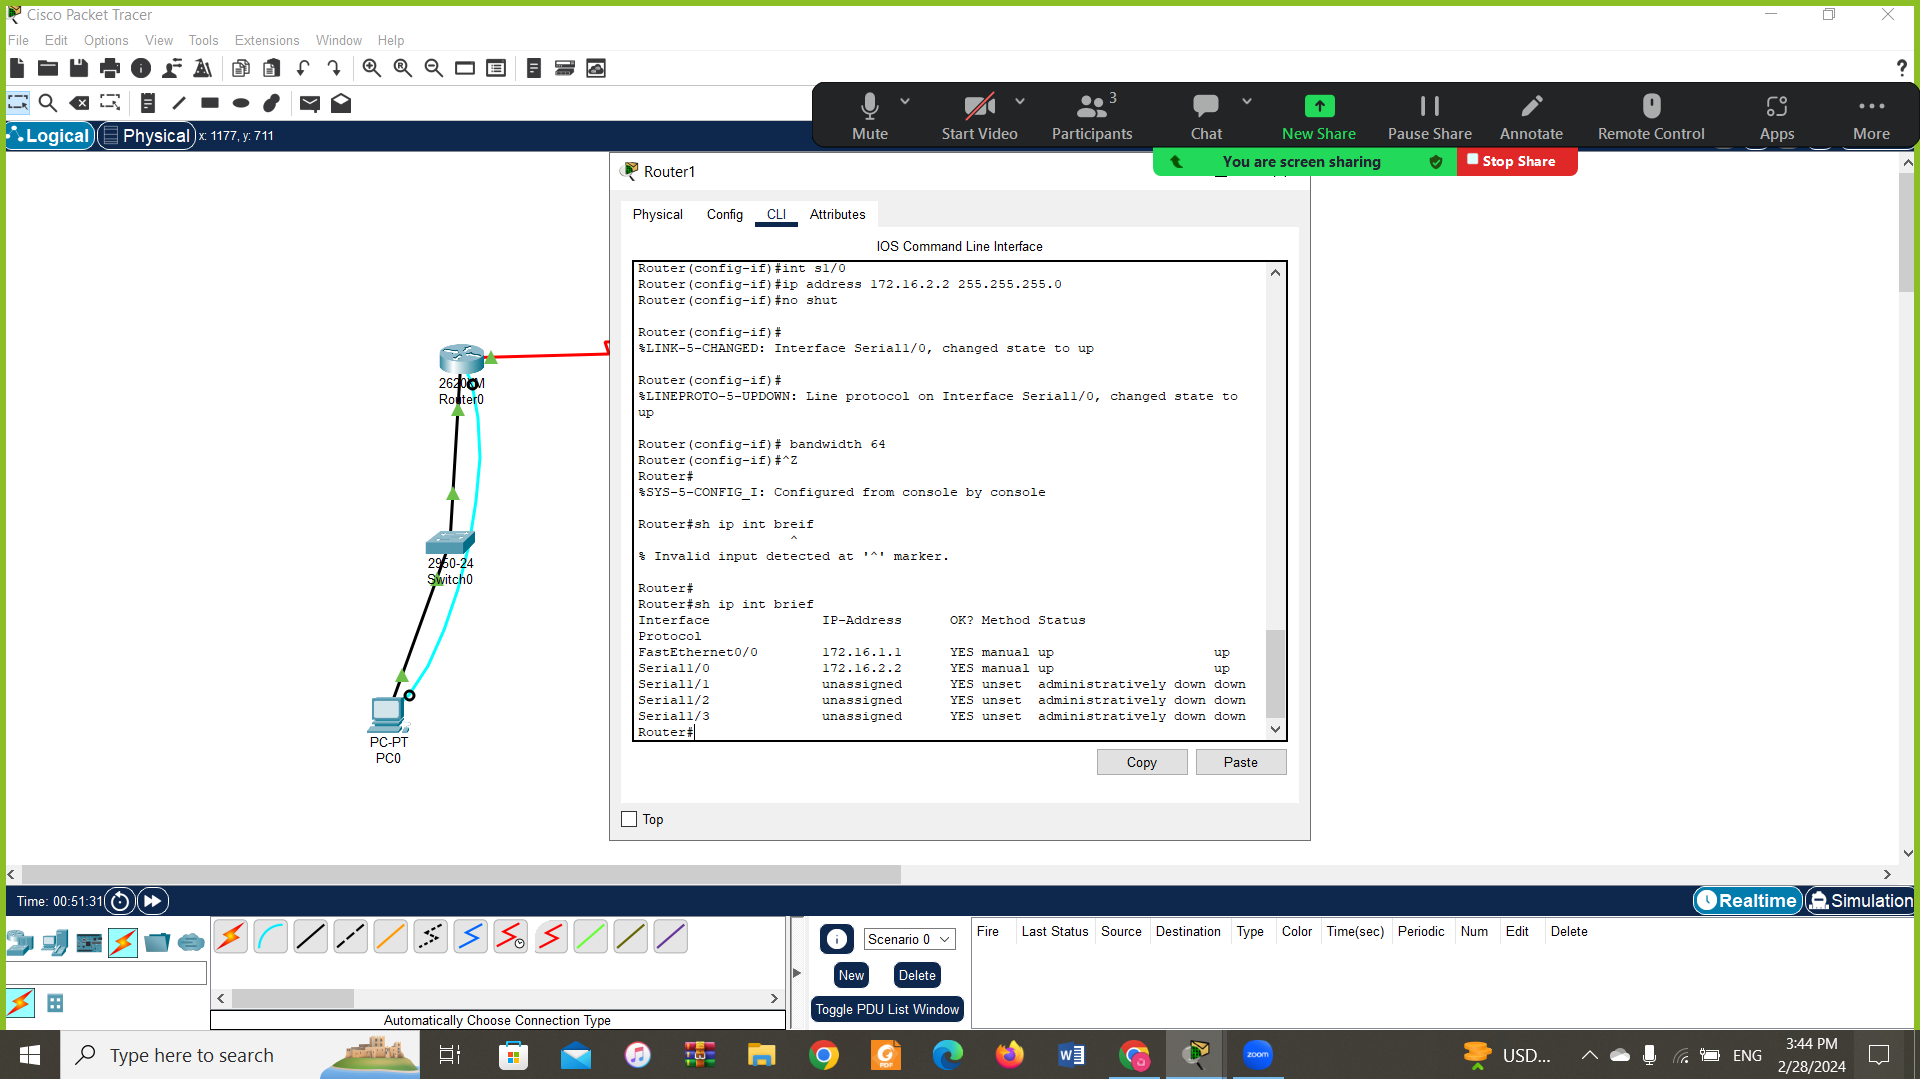 Cisco Packet Tracer
File Edit Options View Tools Extensions Window Help
?
Logical Physical x: 1177, y: 711
Mute Start Video Participants 3 Chat New Share Pause Share Annotate Remote Control Apps More
You are screen sharing Stop Share
Router1
Physical Config CLI Attributes
IOS Command Line Interface
Router(config-if)#int s1/0
Router(config-if)#ip address 172.16.2.2 255.255.255.0
Router(config-if)#no shut
Router(config-if)#
%LINK-5-CHANGED: Interface Serial1/0, changed state to up
Router(config-if)#
%LINEPROTO-5-UPDOWN: Line protocol on Interface Serial1/0, changed state to
up
Router(config-if)# bandwidth 64
Router(config-if)#^Z
Router#
%SYS-5-CONFIG_I: Configured from console by console
Router#sh ip int breif
^
% Invalid input detected at '^' marker.
Router#
Router#sh ip int brief
Interface IP-Address OK? Method Status
Protocol
FastEthernet0/0 172.16.1.1 YES manual up up
Serial1/0 172.16.2.2 YES manual up up
Serial1/1 unassigned YES unset administratively down down
Serial1/2 unassigned YES unset administratively down down
Serial1/3 unassigned YES unset administratively down down
Router#
Copy Paste
Top
2620XM
Router0
2950-24
Switch0
PC-PT
PC0
Time: 00:51:31
Realtime Simulation
Scenario 0
New Delete
Toggle PDU List Window
Fire Last Status Source Destination Type Color Time(sec) Periodic Num Edit Delete
Automatically Choose Connection Type
Type here to search
zoom
USD...
ENG
3:44 PM
2/28/2024